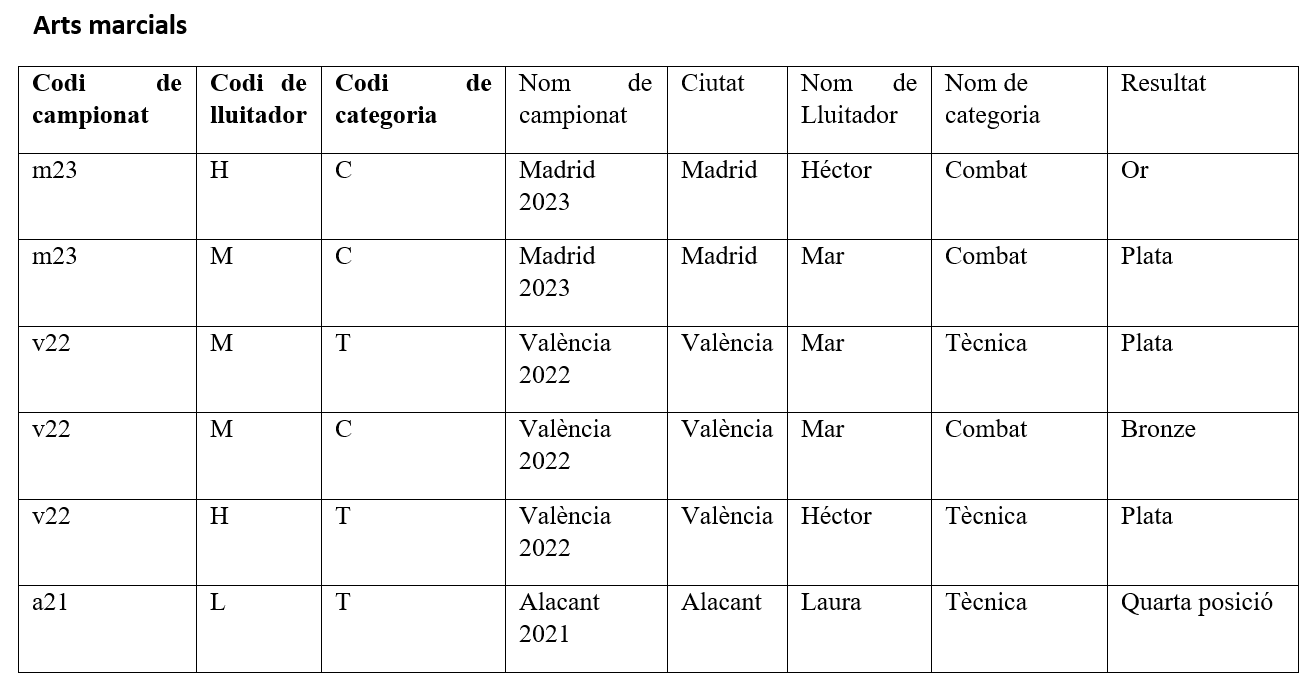 Arts marcials
Codi de campionat | Codi de lluitador | Codi de categoria | Nom de campionat | Ciutat | Nom de Lluitador | Nom de categoria | Resultat
m23 | H | C | Madrid 2023 | Madrid | Héctor | Combat | Or
m23 | M | C | Madrid 2023 | Madrid | Mar | Combat | Plata
v22 | M | T | València 2022 | València | Mar | Tècnica | Plata
v22 | M | C | València 2022 | València | Mar | Combat | Bronze
v22 | H | T | València 2022 | València | Héctor | Tècnica | Plata
a21 | L | T | Alacant 2021 | Alacant | Laura | Tècnica | Quarta posició